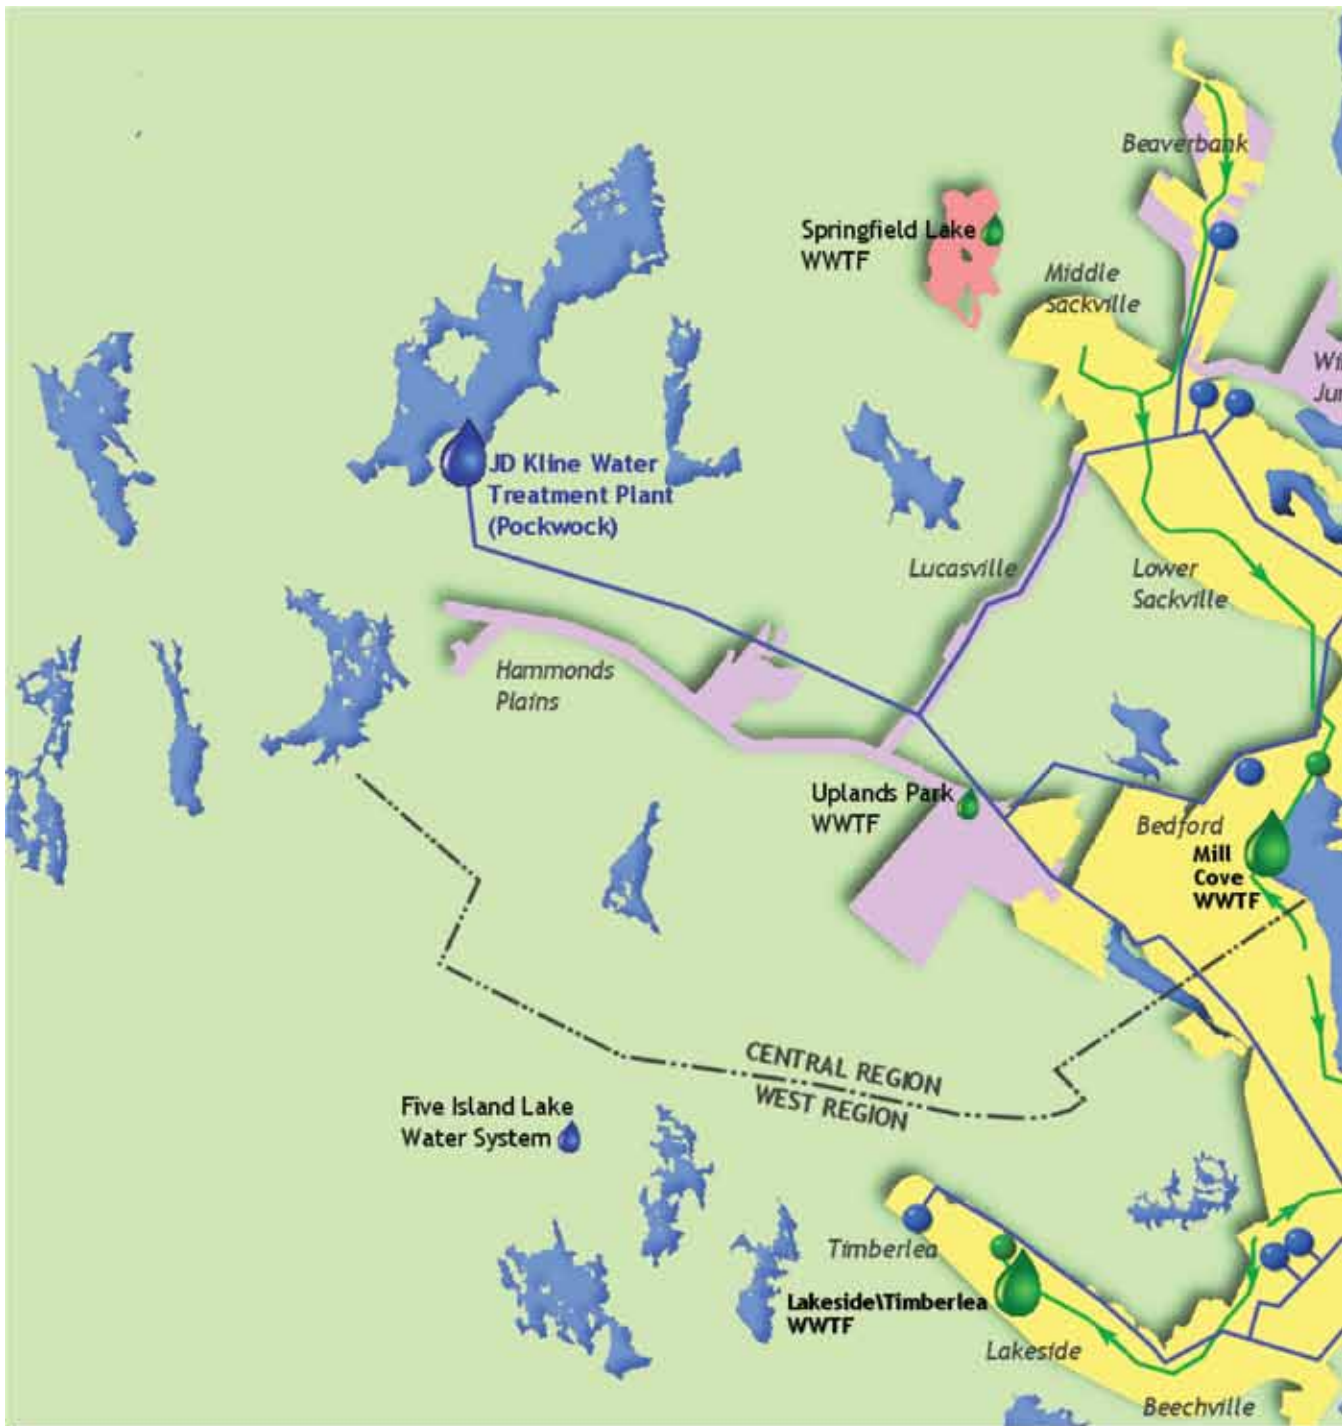 Beaverbank
Springfield Lake
WWTF
Middle
Sackville
JD Kline Water
Treatment Plant
(Pockwock)
Lucasville
Lower
Sackville
Hammonds
Plains
Uplands Park
WWTF
Bedford
Mill
Cove
WWTF
CENTRAL REGION
WEST REGION
Five Island Lake
Water System
Timberlea
Lakeside\Timberlea
WWTF
Lakeside
Beechville